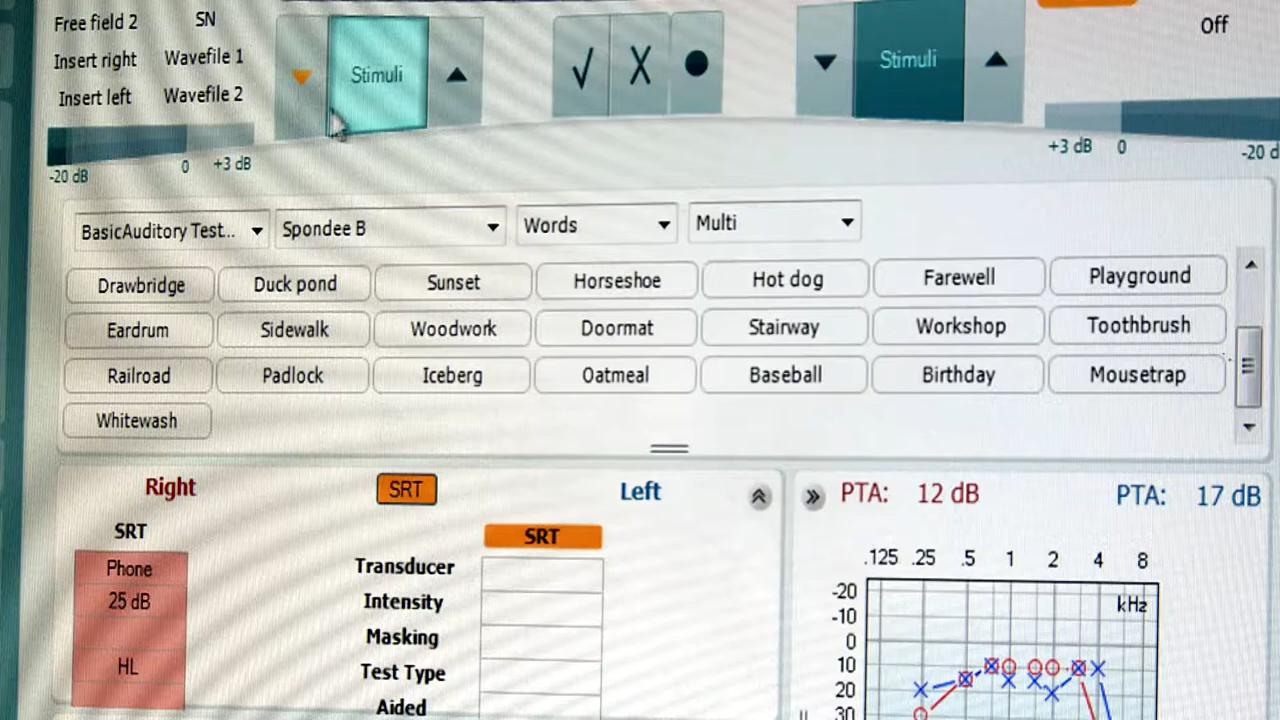 Free field 2 SN
Insert right Wavefile 1
Insert left Wavefile 2
Stimuli
√ X ●
Stimuli
Off
-20 dB 0 +3 dB
+3 dB 0 -20 d
BasicAuditory Test... Spondee B Words Multi
Drawbridge Duck pond Sunset Horseshoe Hot dog Farewell Playground
Eardrum Sidewalk Woodwork Doormat Stairway Workshop Toothbrush
Railroad Padlock Iceberg Oatmeal Baseball Birthday Mousetrap
Whitewash
Right SRT Left
SRT
Phone
25 dB
HL
SRT
Transducer
Intensity
Masking
Test Type
Aided
PTA: 12 dB PTA: 17 dB
.125 .25 .5 1 2 4 8
kHz
-20
-10
0
10
20
30